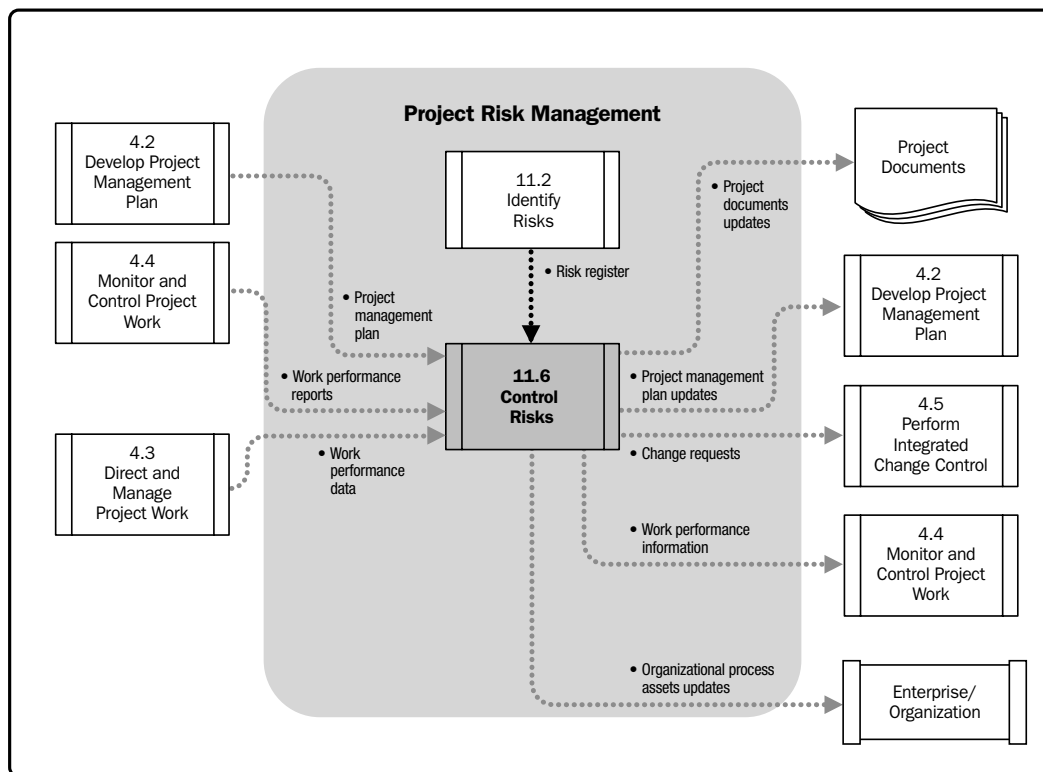 Project Risk Management
4.2
Develop Project
Management
Plan
4.4
Monitor and
Control Project
Work
4.3
Direct and
Manage
Project Work
11.2
Identify
Risks
• Risk register
• Project
management
plan
• Work performance
reports
• Work
performance
data
11.6
Control
Risks
• Project
documents
updates
• Project management
plan updates
• Change requests
• Work performance
information
• Organizational process
assets updates
Project
Documents
4.2
Develop Project
Management
Plan
4.5
Perform
Integrated
Change Control
4.4
Monitor and
Control Project
Work
Enterprise/
Organization